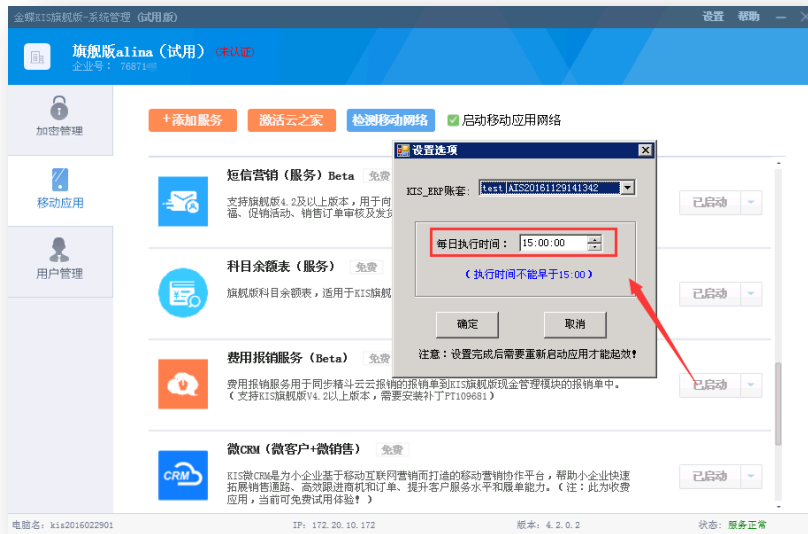 金蝶KIS旗舰版-系统管理 (试用版)
设置 帮助
旗舰版alina（试用） (未认证)
企业号： 76871
加密管理
移动应用
用户管理
+添加服务 激活云之家 检测移动网络 启动移动应用网络
短信营销（服务）Beta 免费
支持旗舰版4.2及以上版本，用于向
福、促销活动、销售订单审核及发货
已启动
科目余额表（服务） 免费
旗舰版科目余额表，适用于KIS旗舰
已启动
费用报销服务（Beta） 免费
费用报销服务用于同步精斗云云报销的报销单到KIS旗舰版现金管理模块的报销单中。
(支持KIS旗舰版V4.2以上版本，需要安装补丁PT109681)
已启动
CRM
微CRM（微客户+微销售） 免费
KIS微CRM是为小企业基于移动互联网营销而打造的移动营销协作平台，帮助小企业快速
拓展销售通路、高效跟进商机和订单、提升客户服务水平和履单能力。(注：此为收费
应用，当前可免费试用体验！)
已启动
设置选项
KIS_ERP账套： test|AIS20161129141342
每日执行时间： 15:00:00
(执行时间不能早于15:00)
确定 取消
注意：设置完成后需要重新启动应用才能起效！
电脑名：kis2016022901 IP: 172.20.10.172 版本: 4.2.0.2 状态: 服务正常